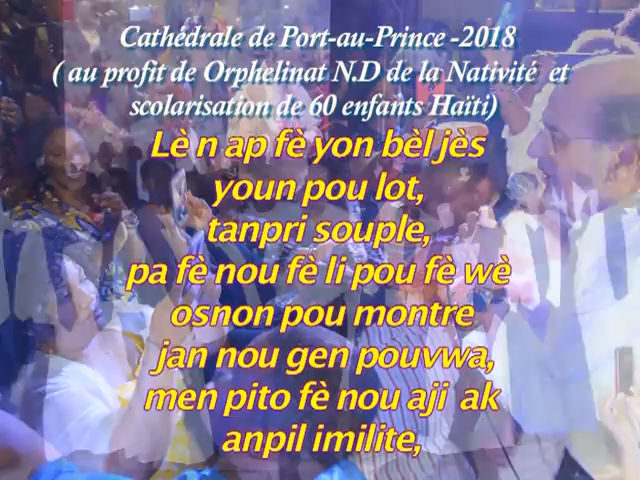 Cathédrale de Port-au-Prince -2018
( au profit de Orphelinat N.D de la Nativité et
scolarisation de 60 enfants Haïti)
Lè n ap fè yon bèl jès
youn pou lot,
tanpri souple,
pa fè nou fè li pou fè wè
osnon pou montre
jan nou gen pouvwa,
men pito fè nou aji ak
anpil imilite,